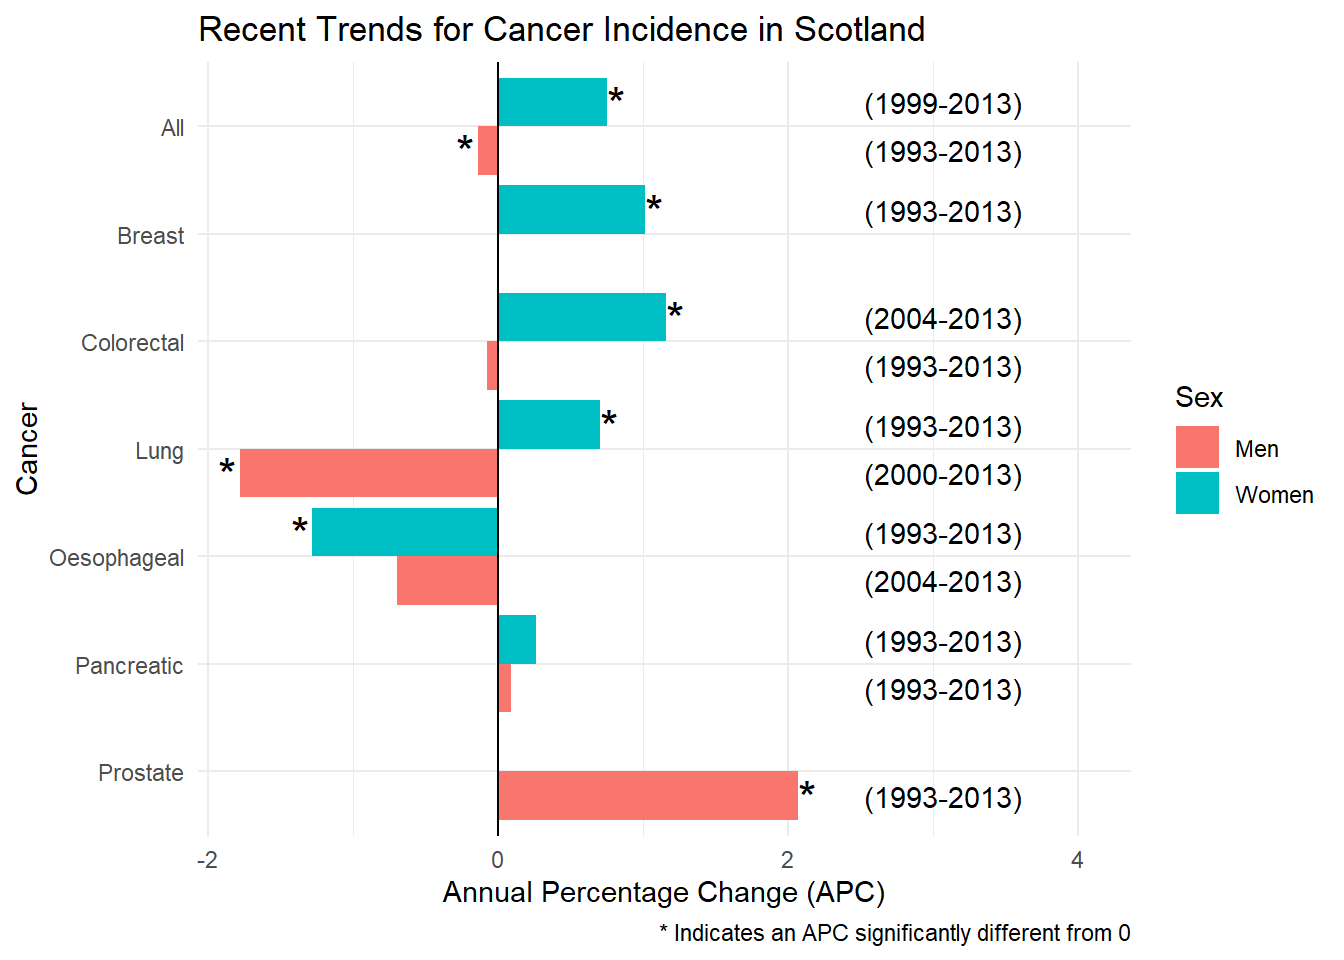 Recent Trends for Cancer Incidence in Scotland
All
* (1999-2013)
* (1993-2013)
Breast
* (1993-2013)
Colorectal
* (2004-2013)
(1993-2013)
Lung
* (1993-2013)
* (2000-2013)
Oesophageal
* (1993-2013)
(2004-2013)
Pancreatic
(1993-2013)
(1993-2013)
Prostate
* (1993-2013)
Cancer
-2 0 2 4
Annual Percentage Change (APC)
* Indicates an APC significantly different from 0
Sex
Men
Women